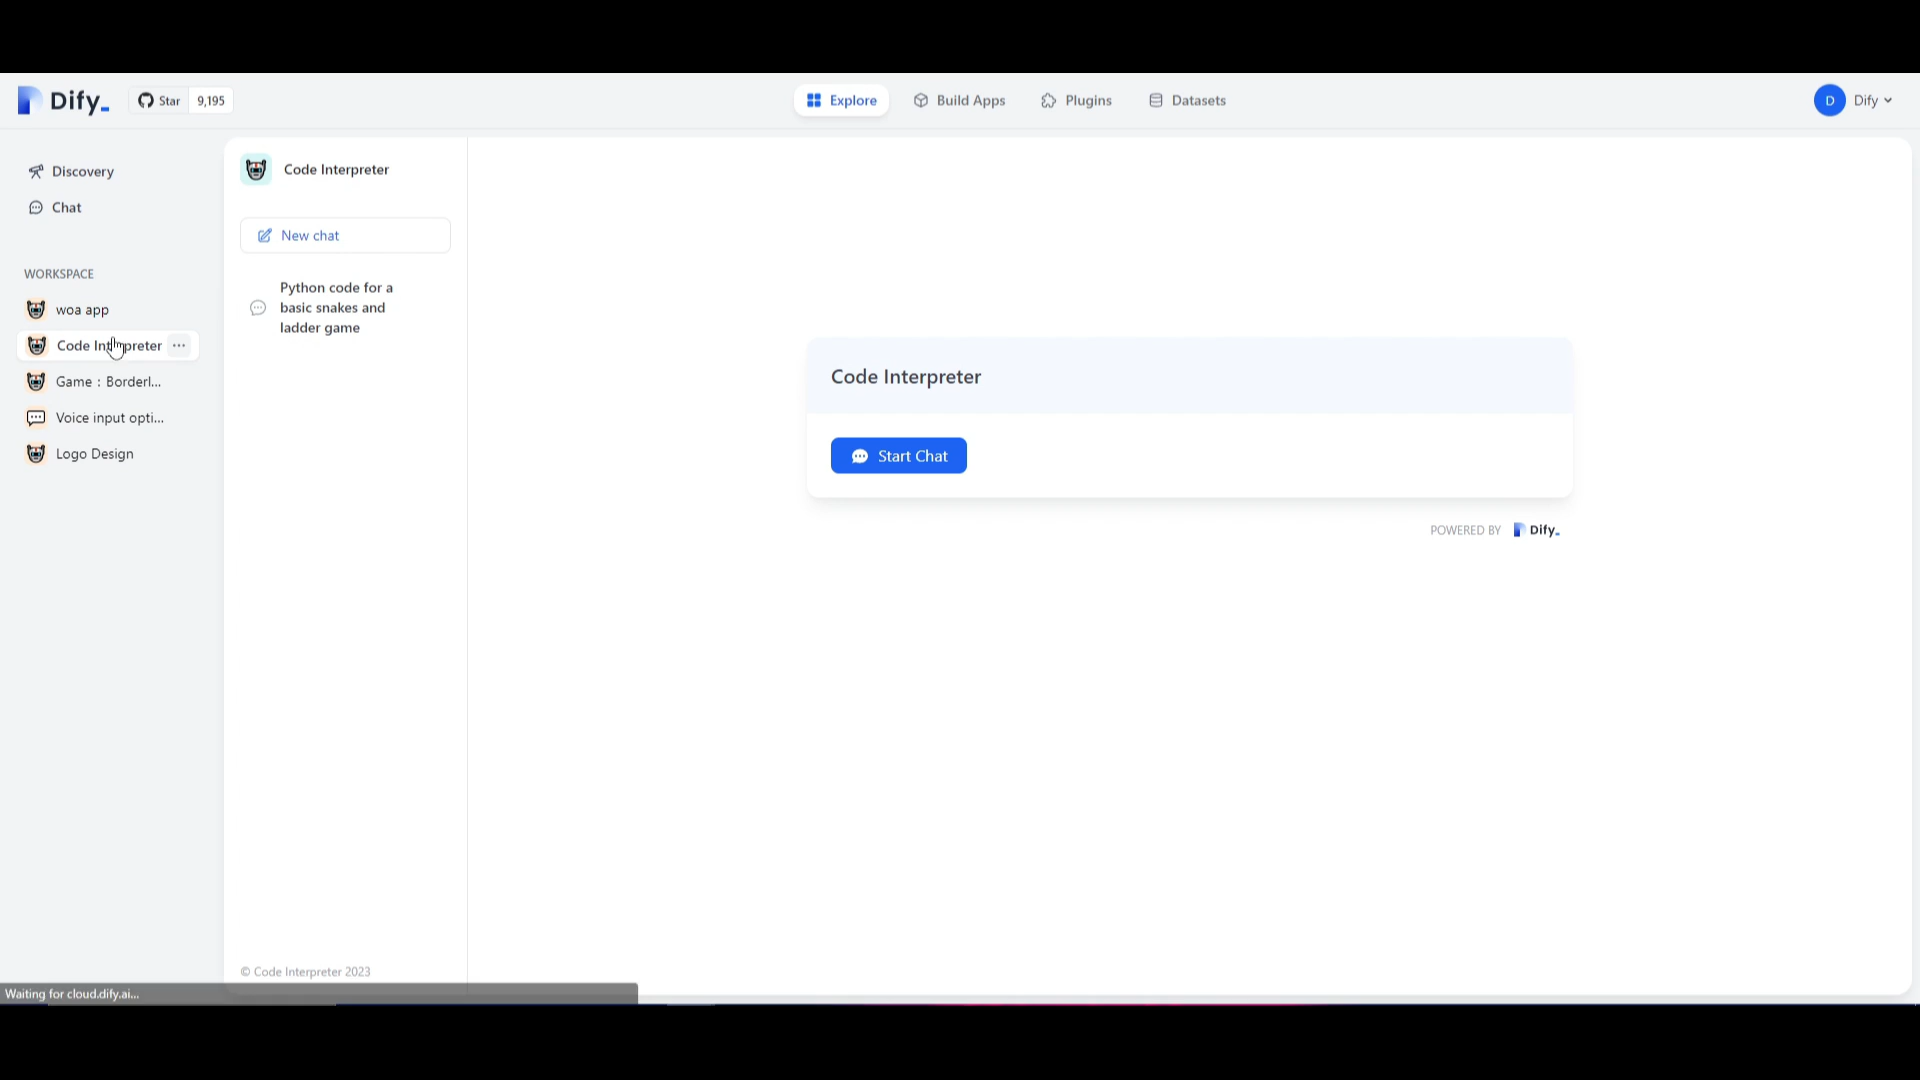 Dify_
Star 9,195
Explore
Build Apps
Plugins
Datasets
D
Dify
Discovery
Chat
WORKSPACE
woa app
Code Interpreter
Game : Borderl...
Voice input opti...
Logo Design
Code Interpreter
New chat
Python code for a
basic snakes and
ladder game
Code Interpreter
Start Chat
POWERED BY Dify_
© Code Interpreter 2023
Waiting for cloud.dify.ai...